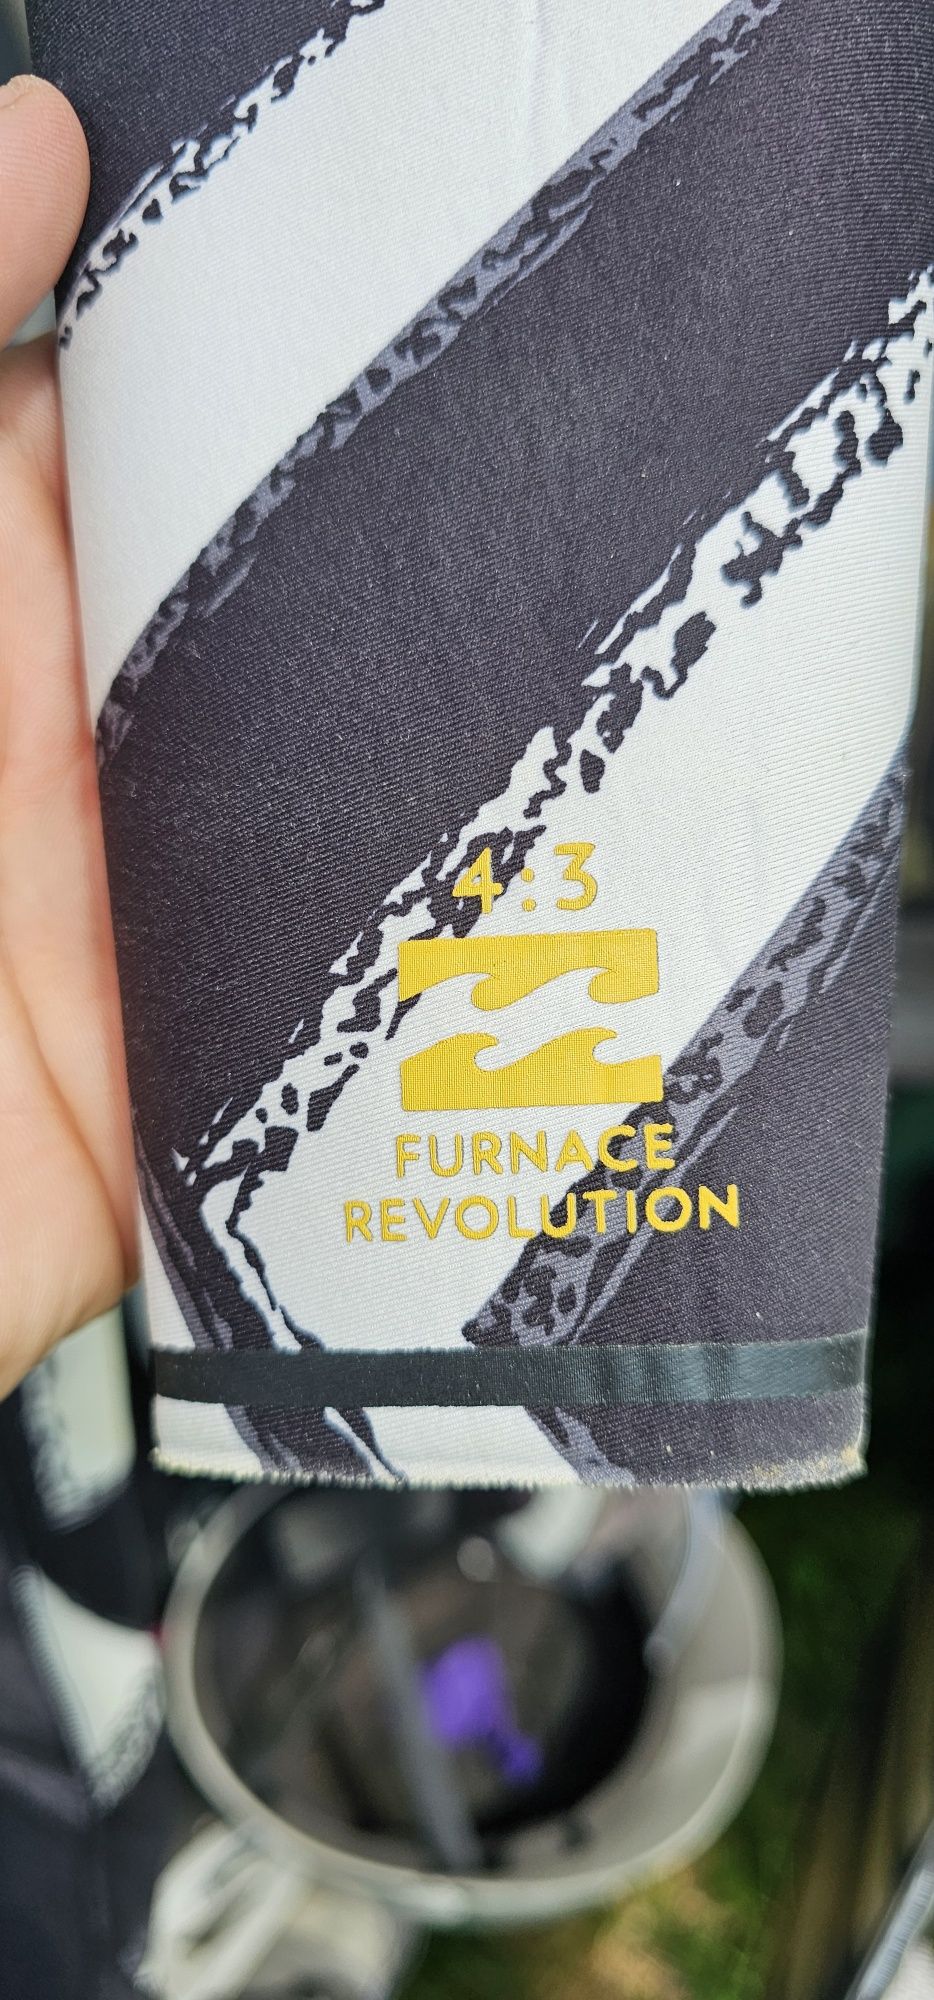 4:3
FURNACE
REVOLUTION